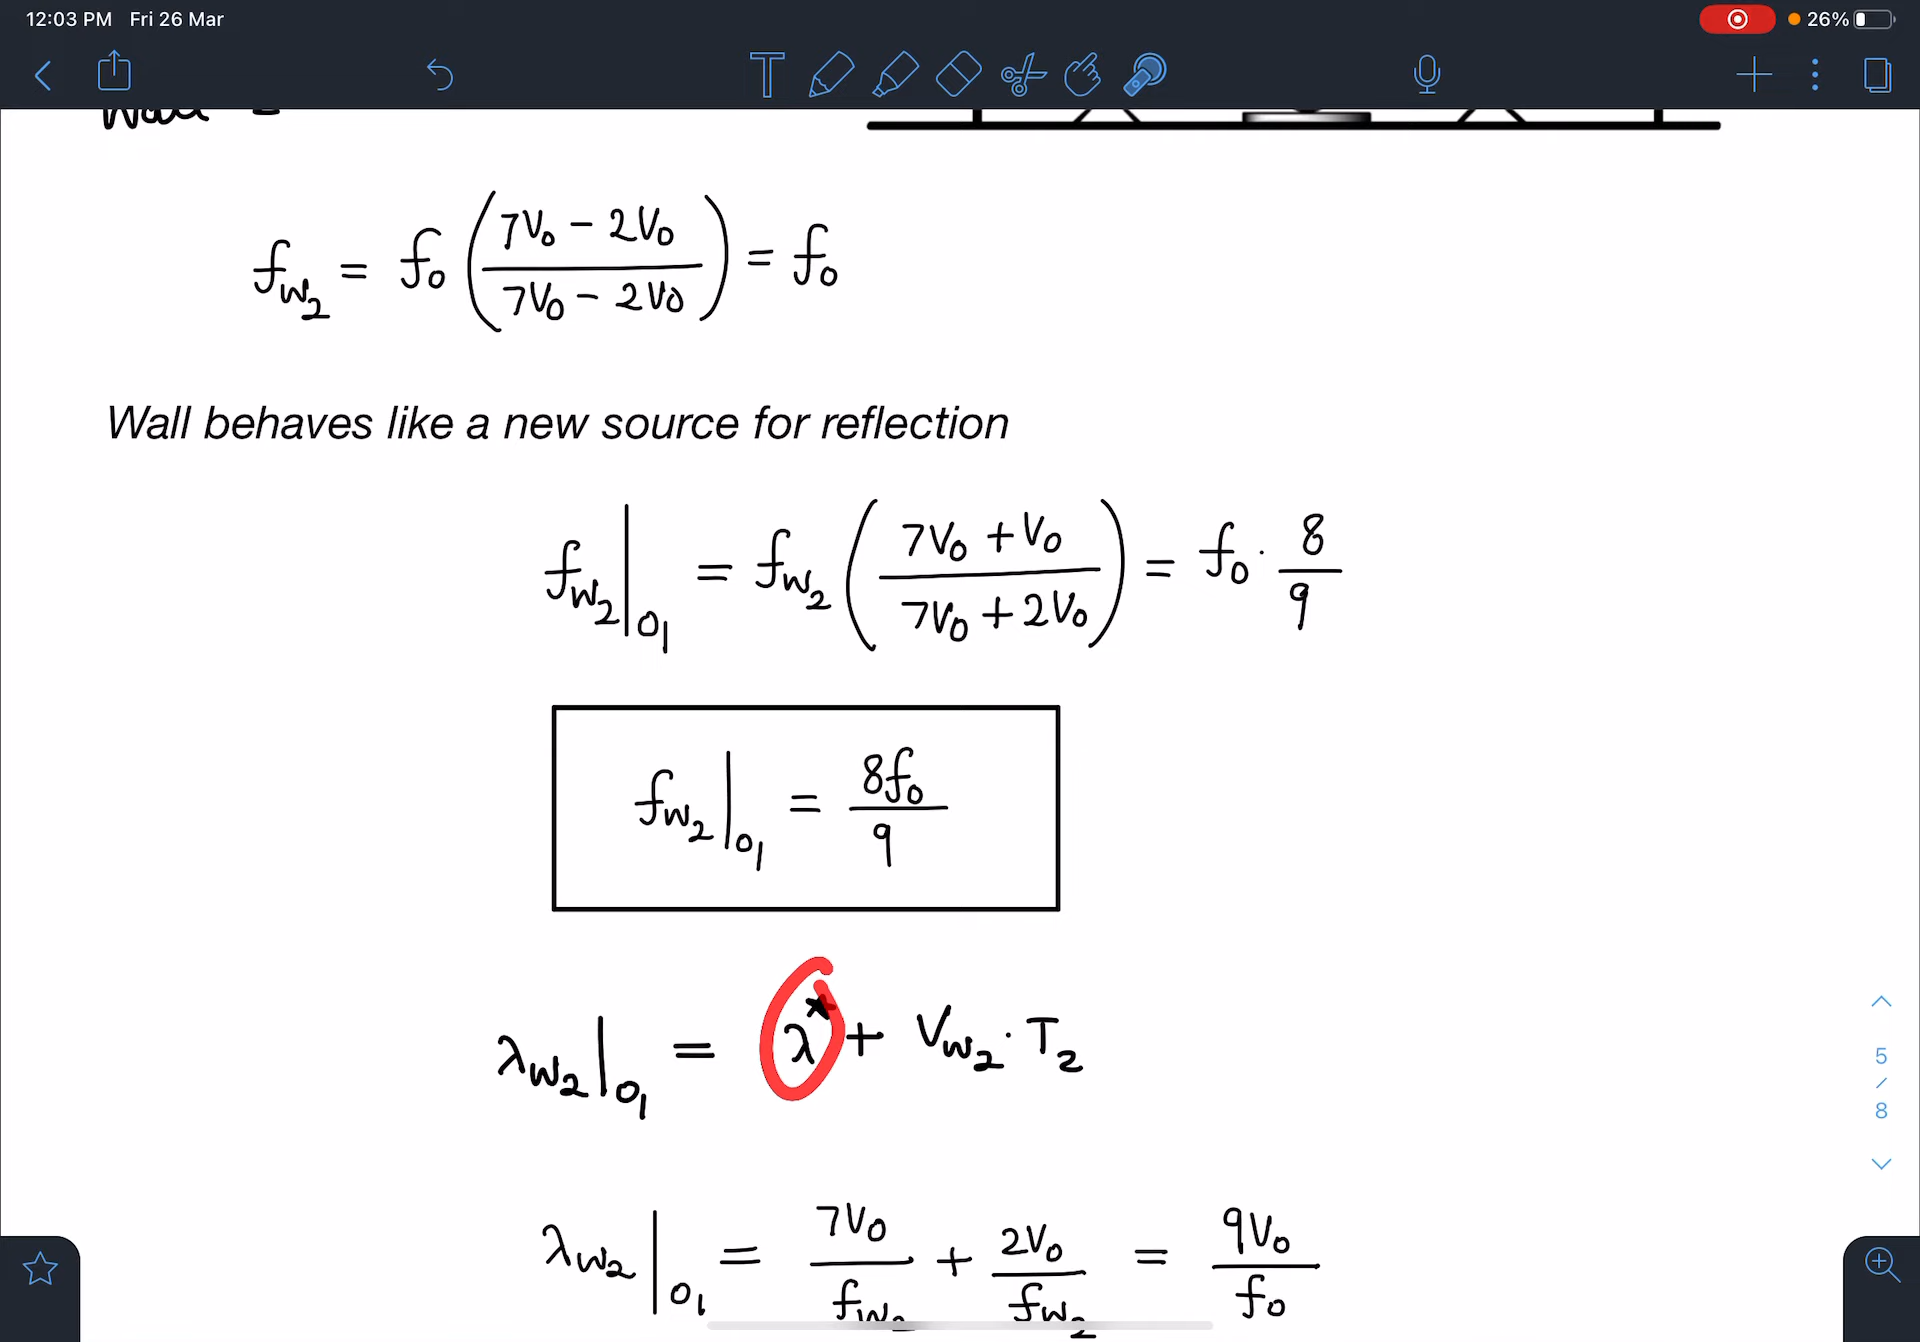 12:03 PM Fri 26 Mar 26%
T
Wall =
f_{w_2} = f_0 ( (7V_0 − 2V_0) / (7V_0 − 2V_0) ) = f_0
Wall behaves like a new source for reflection
f_{w_2}|_{O_1} = f_{w_2} ( (7V_0 + V_0) / (7V_0 + 2V_0) ) = f_0 · 8/9
f_{w_2}|_{O_1} = 8f_0 / 9
λ_{w_2}|_{O_1} = λ* + V_{w_2} · T_2
λ_{w_2}|_{O_1} = 7V_0 / f_{w_2} + 2V_0 / f_{w_2} = 9V_0 / f_0
5 / 8